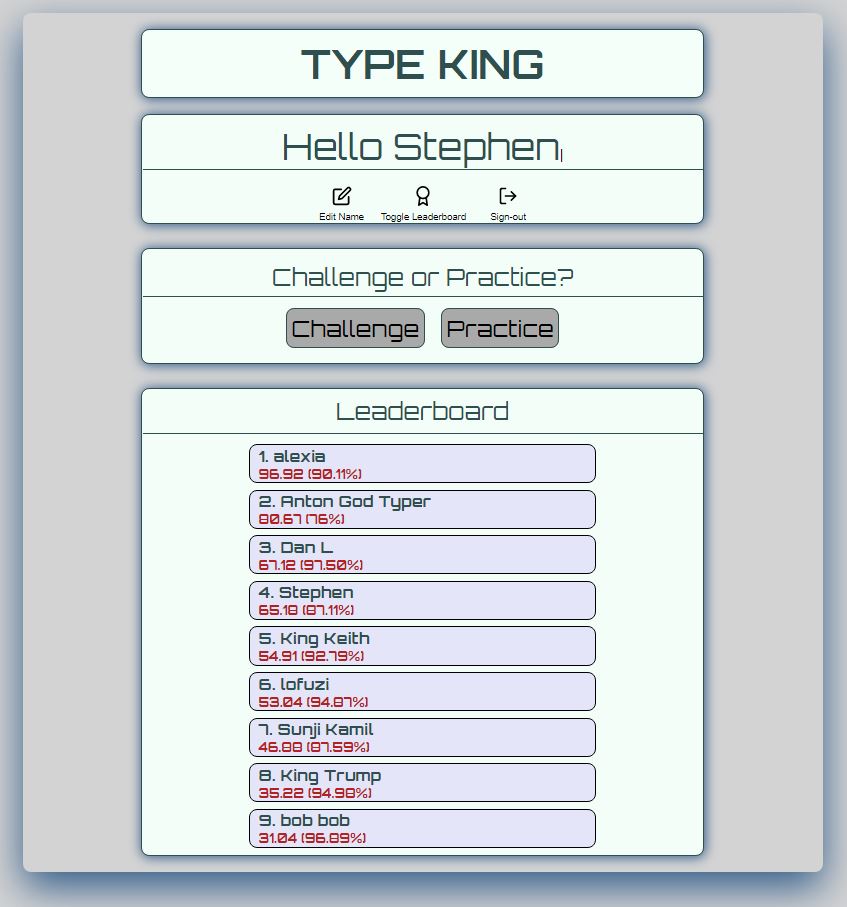 TYPE KING
Hello Stephen
Edit Name Toggle Leaderboard Sign-out
Challenge or Practice?
Challenge Practice
Leaderboard
1. alexia
96.92 (90.11%)
2. Anton God Typer
80.67 (76%)
3. Dan L
67.12 (97.50%)
4. Stephen
65.18 (87.11%)
5. King Keith
54.91 (92.79%)
6. lofuzi
53.04 (94.87%)
7. Sunji Kamil
46.88 (87.59%)
8. King Trump
35.22 (94.98%)
9. bob bob
31.04 (96.89%)